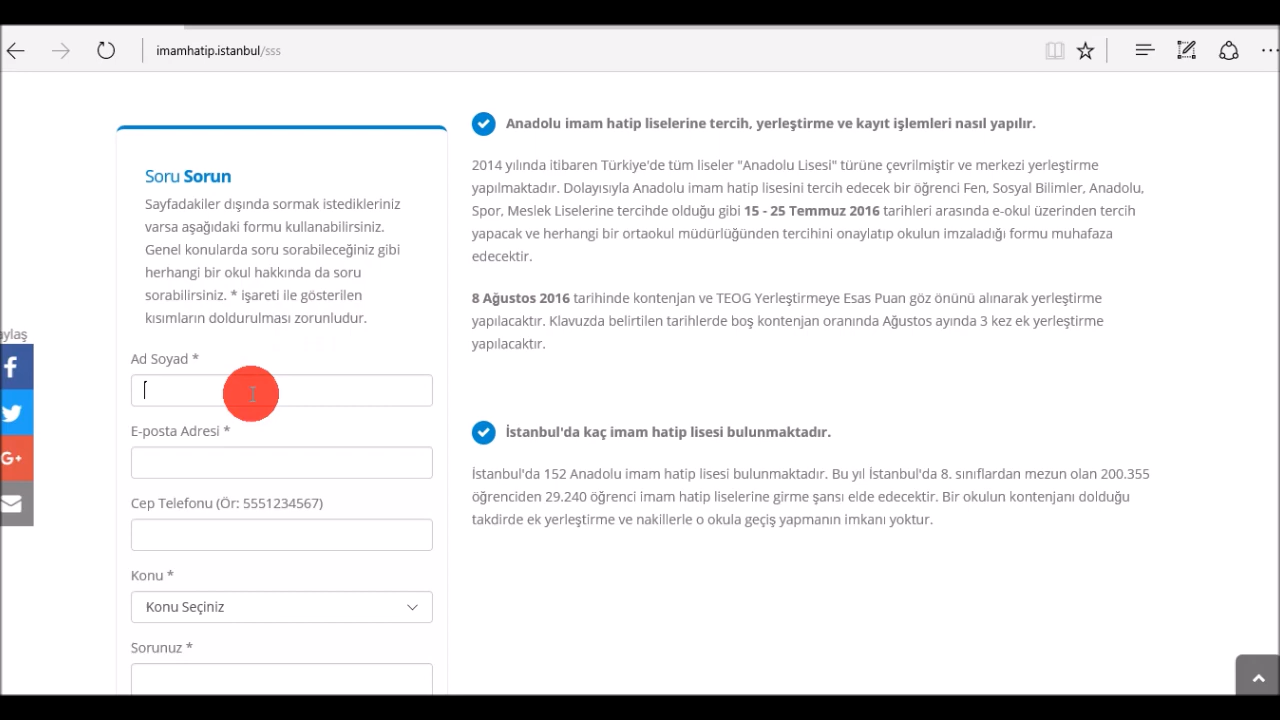 imamhatip.istanbul/sss
Soru Sorun
Sayfadakiler dışında sormak istedikleriniz
varsa aşağıdaki formu kullanabilirsiniz.
Genel konularda soru sorabileceğiniz gibi
herhangi bir okul hakkında da soru
sorabilirsiniz. * işareti ile gösterilen
kısımların doldurulması zorunludur.
Ad Soyad *
E-posta Adresi *
Cep Telefonu (Ör: 5551234567)
Konu *
Konu Seçiniz
Sorunuz *
aylaş
f
G+
Anadolu imam hatip liselerine tercih, yerleştirme ve kayıt işlemleri nasıl yapılır.
2014 yılında itibaren Türkiye'de tüm liseler "Anadolu Lisesi" türüne çevrilmiştir ve merkezi yerleştirme
yapılmaktadır. Dolayısıyla Anadolu imam hatip lisesini tercih edecek bir öğrenci Fen, Sosyal Bilimler, Anadolu,
Spor, Meslek Liselerine tercihde olduğu gibi 15 - 25 Temmuz 2016 tarihleri arasında e-okul üzerinden tercih
yapacak ve herhangi bir ortaokul müdürlüğünden tercihini onaylatıp okulun imzaladığı formu muhafaza
edecektir.
8 Ağustos 2016 tarihinde kontenjan ve TEOG Yerleştirmeye Esas Puan göz önünü alınarak yerleştirme
yapılacaktır. Klavuzda belirtilen tarihlerde boş kontenjan oranında Ağustos ayında 3 kez ek yerleştirme
yapılacaktır.
İstanbul'da kaç imam hatip lisesi bulunmaktadır.
İstanbul'da 152 Anadolu imam hatip lisesi bulunmaktadır. Bu yıl İstanbul'da 8. sınıflardan mezun olan 200.355
öğrenciden 29.240 öğrenci imam hatip liselerine girme şansı elde edecektir. Bir okulun kontenjanı dolduğu
takdirde ek yerleştirme ve nakillerle o okula geçiş yapmanın imkanı yoktur.